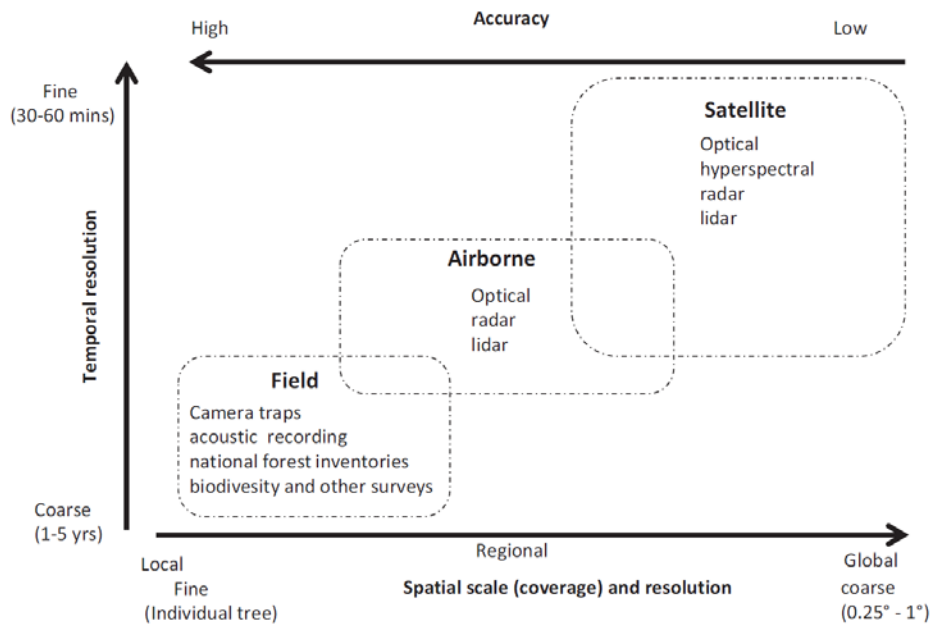 Accuracy
High
Low
Fine
(30-60 mins)
Temporal resolution
Coarse
(1-5 yrs)
Satellite
Optical
hyperspectral
radar
lidar
Airborne
Optical
radar
lidar
Field
Camera traps
acoustic recording
national forest inventories
biodivesity and other surveys
Local
Fine
(Individual tree)
Regional
Spatial scale (coverage) and resolution
Global
coarse
(0.25° - 1°)